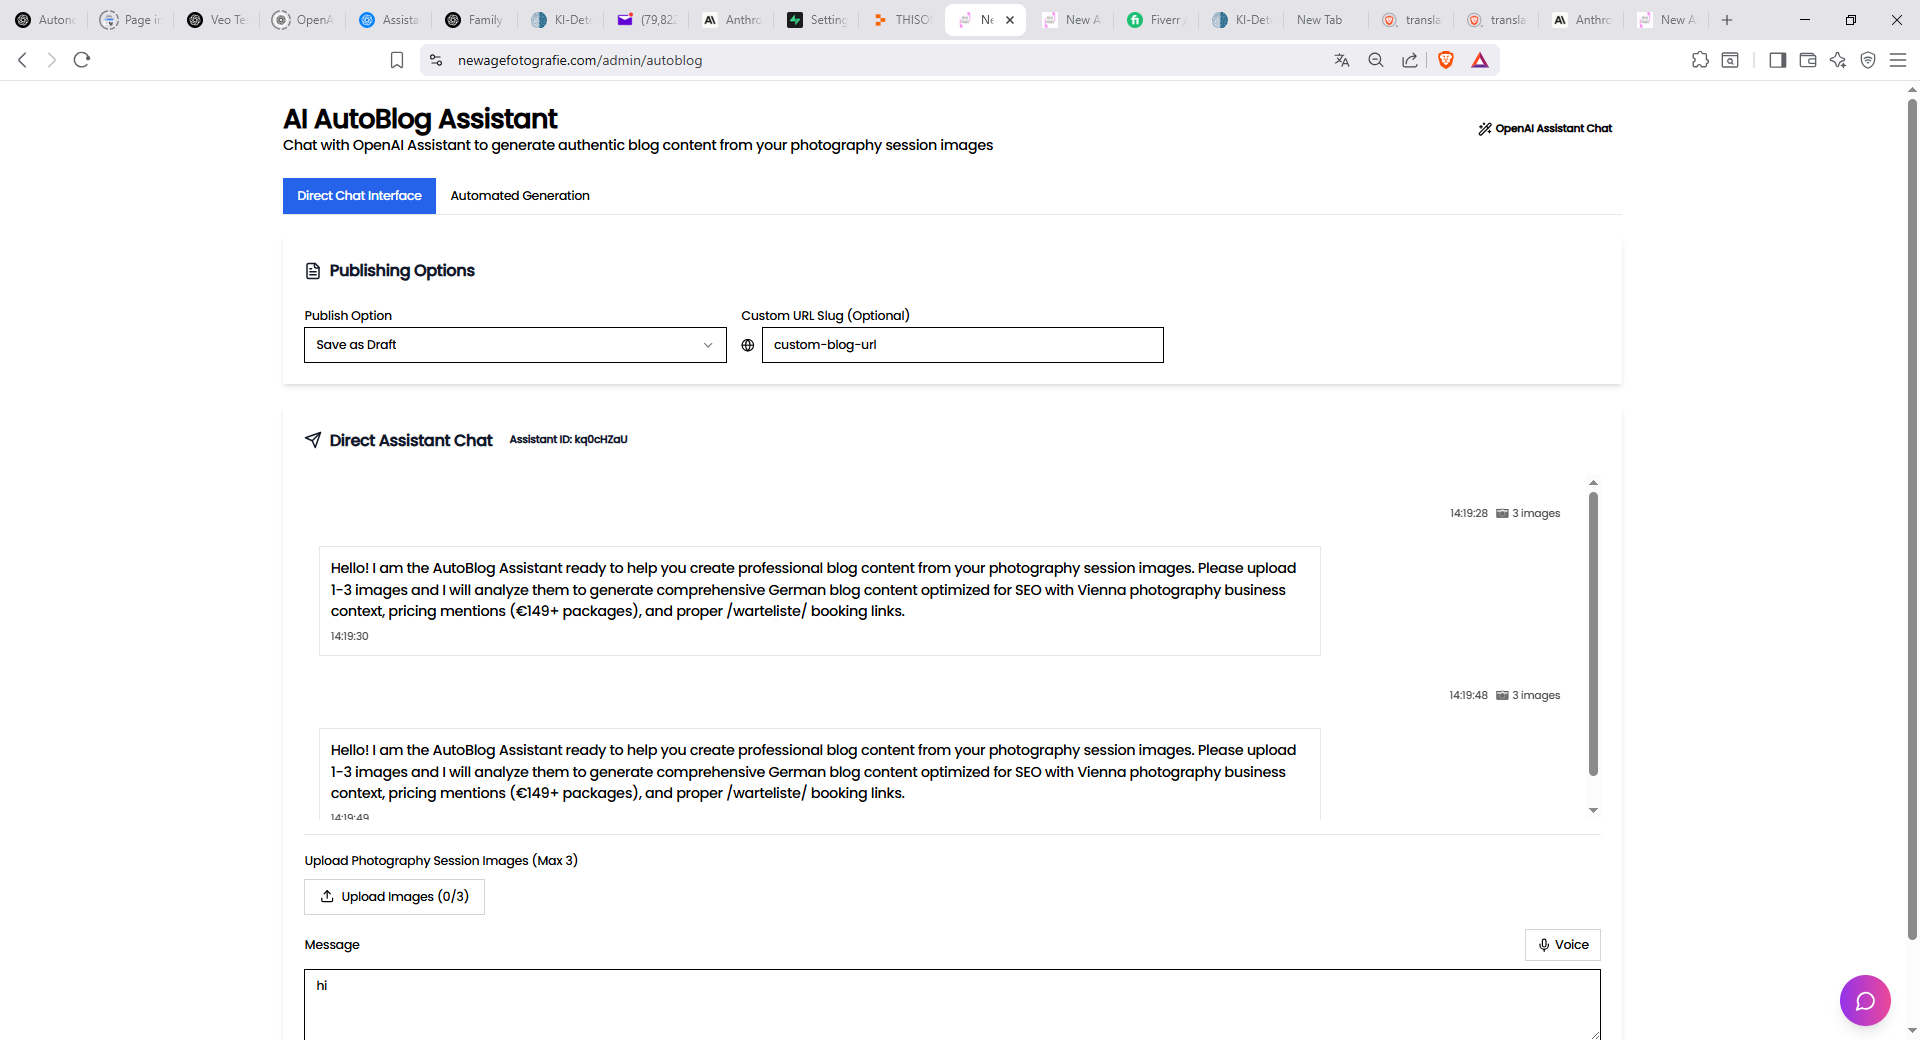 Autono
Page in
Veo Te
OpenA
Assista
Family
KI-Dete
(79,822
Anthro
Setting
THISO
Ne
New A
Fiverr
KI-Det
New Tab
transla
transla
Anthro
New A
newagefotografie.com/admin/autoblog
AI AutoBlog Assistant
Chat with OpenAI Assistant to generate authentic blog content from your photography session images
OpenAI Assistant Chat
Direct Chat Interface
Automated Generation
Publishing Options
Publish Option
Custom URL Slug (Optional)
Save as Draft
custom-blog-url
Direct Assistant Chat
Assistant ID: kq0cHZaU
14:19:28 3 images
Hello! I am the AutoBlog Assistant ready to help you create professional blog content from your photography session images. Please upload
1-3 images and I will analyze them to generate comprehensive German blog content optimized for SEO with Vienna photography business
context, pricing mentions (€149+ packages), and proper /warteliste/ booking links.
14:19:30
14:19:48 3 images
Hello! I am the AutoBlog Assistant ready to help you create professional blog content from your photography session images. Please upload
1-3 images and I will analyze them to generate comprehensive German blog content optimized for SEO with Vienna photography business
context, pricing mentions (€149+ packages), and proper /warteliste/ booking links.
14:19:49
Upload Photography Session Images (Max 3)
Upload Images (0/3)
Message
Voice
hi